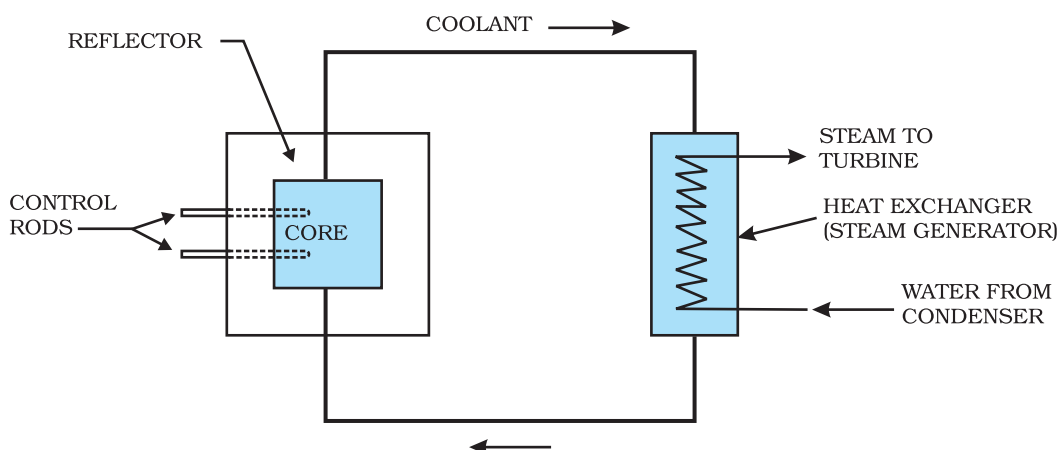 COOLANT
REFLECTOR
STEAM TO
TURBINE
CONTROL
RODS
CORE
HEAT EXCHANGER
(STEAM GENERATOR)
WATER FROM
CONDENSER